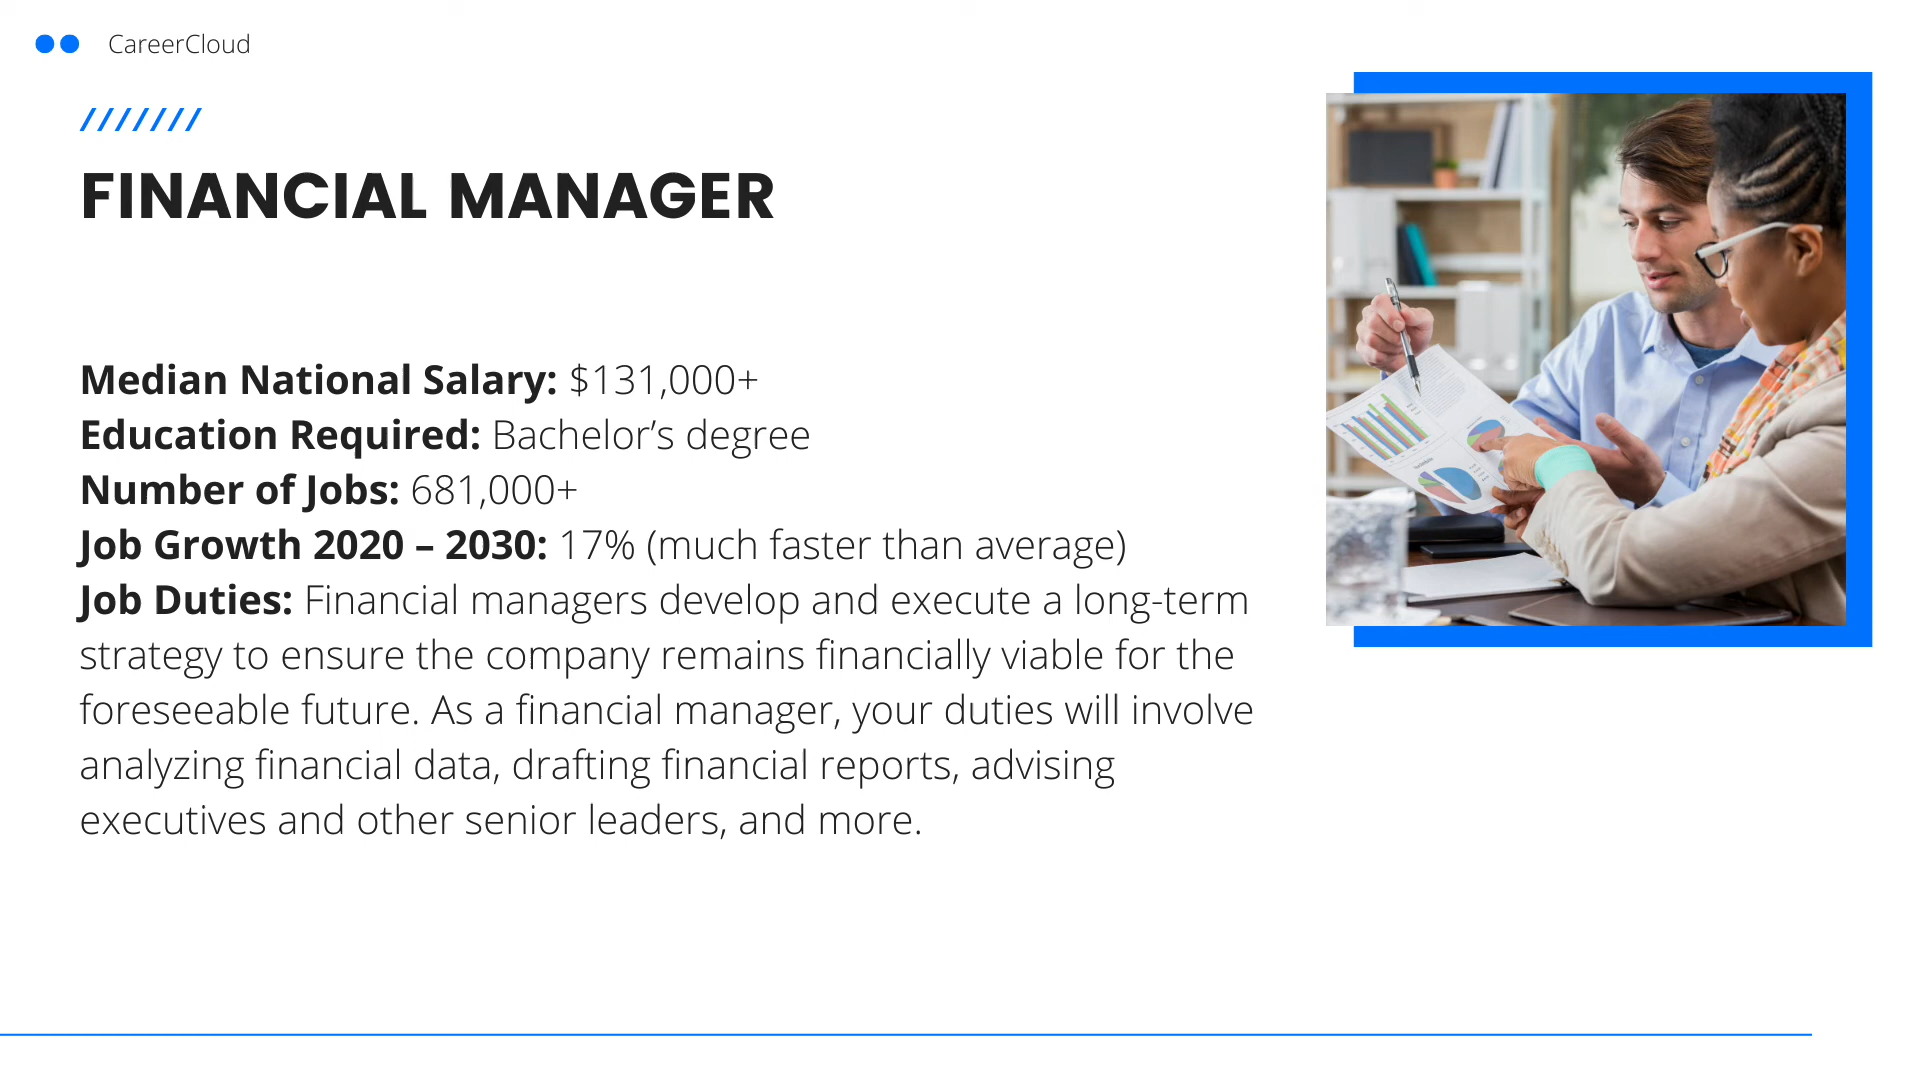 CareerCloud
///////
FINANCIAL MANAGER
Median National Salary: $131,000+
Education Required: Bachelor’s degree
Number of Jobs: 681,000+
Job Growth 2020 – 2030: 17% (much faster than average)
Job Duties: Financial managers develop and execute a long-term
strategy to ensure the company remains financially viable for the
foreseeable future. As a financial manager, your duties will involve
analyzing financial data, drafting financial reports, advising
executives and other senior leaders, and more.